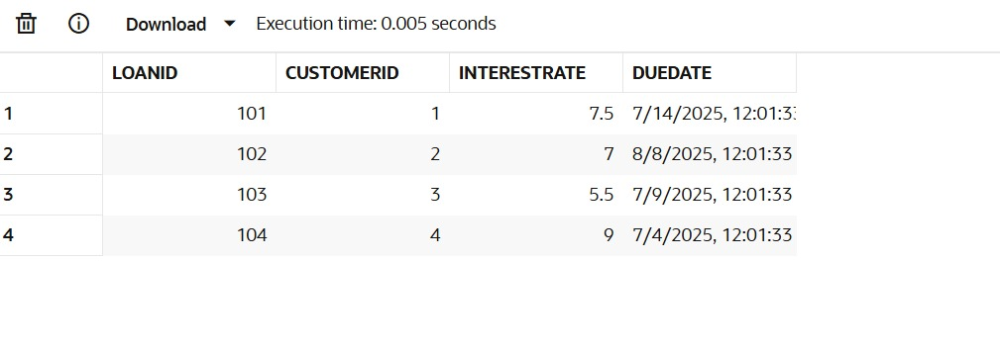 Download Execution time: 0.005 seconds
LOANID CUSTOMERID INTERESTRATE DUEDATE
1 101 1 7.5 7/14/2025, 12:01:33
2 102 2 7 8/8/2025, 12:01:33
3 103 3 5.5 7/9/2025, 12:01:33
4 104 4 9 7/4/2025, 12:01:33